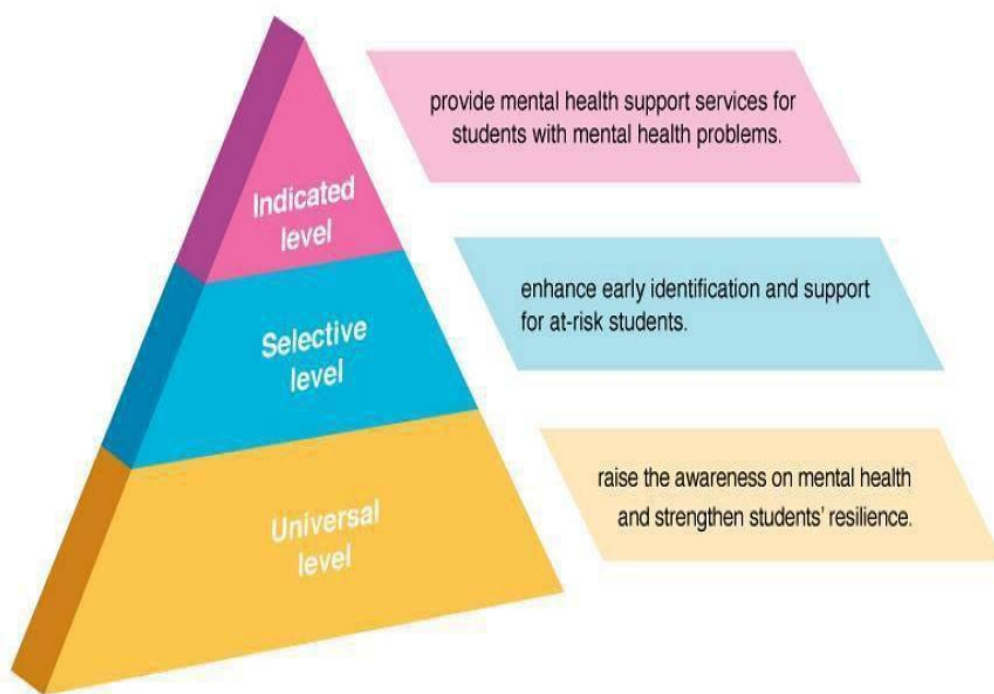 Indicated
level
provide mental health support services for
students with mental health problems.
Selective
level
enhance early identification and support
for at-risk students.
Universal
level
raise the awareness on mental health
and strengthen students' resilience.